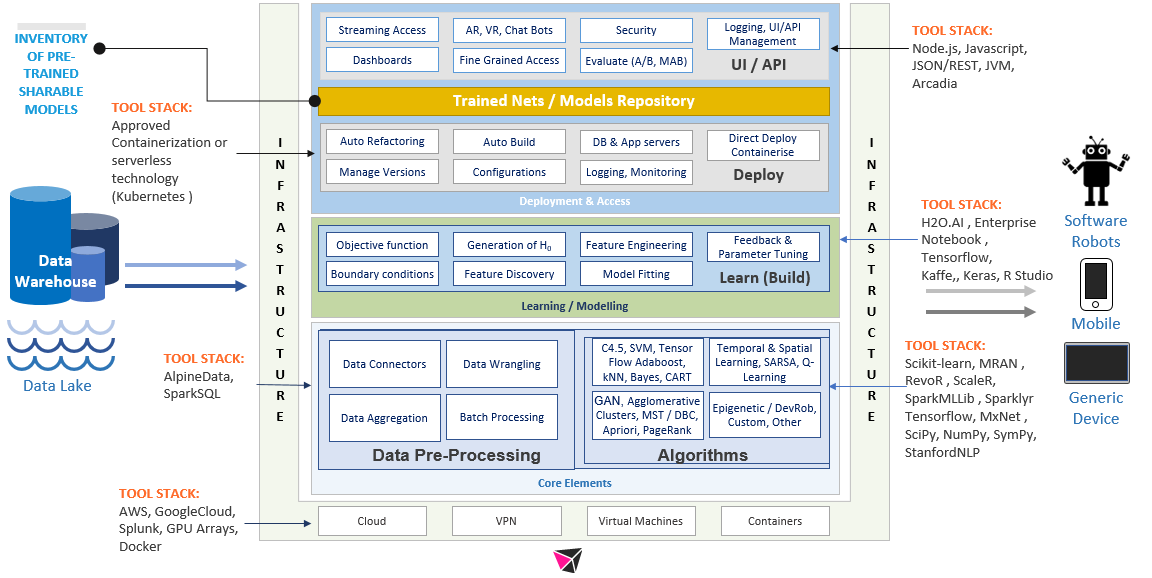 INVENTORY
OF PRE-
TRAINED
SHARABLE
MODELS
TOOL STACK:
Approved
Containerization or
serverless
technology
(Kubernetes )
Data
Warehouse
Data Lake
TOOL STACK:
AlpineData,
SparkSQL
TOOL STACK:
AWS, GoogleCloud,
Splunk, GPU Arrays,
Docker
INFRASTRUCTURE
Streaming Access
AR, VR, Chat Bots
Security
Logging, UI/API
Management
Dashboards
Fine Grained Access
Evaluate (A/B, MAB)
UI / API
Trained Nets / Models Repository
Auto Refactoring
Auto Build
DB & App servers
Direct Deploy
Containerise
Manage Versions
Configurations
Logging, Monitoring
Deploy
Deployment & Access
Objective function
Generation of H₀
Feature Engineering
Feedback &
Parameter Tuning
Boundary conditions
Feature Discovery
Model Fitting
Learn (Build)
Learning / Modelling
Data Connectors
Data Wrangling
Data Aggregation
Batch Processing
Data Pre-Processing
C4.5, SVM, Tensor
Flow Adaboost,
kNN, Bayes, CART
Temporal & Spatial
Learning, SARSA, Q-
Learning
GAN, Agglomerative
Clusters, MST / DBC,
Apriori, PageRank
Epigenetic / DevRob,
Custom, Other
Algorithms
Core Elements
Cloud
VPN
Virtual Machines
Containers
INFRASTRUCTURE
TOOL STACK:
Node.js, Javascript,
JSON/REST, JVM,
Arcadia
TOOL STACK:
H2O.AI , Enterprise
Notebook ,
Tensorflow,
Kaffe,, Keras, R Studio
TOOL STACK:
Scikit-learn, MRAN ,
RevoR , ScaleR,
SparkMLLib , Sparklyr
Tensorflow, MxNet ,
SciPy, NumPy, SymPy,
StanfordNLP
Software
Robots
Mobile
Generic
Device